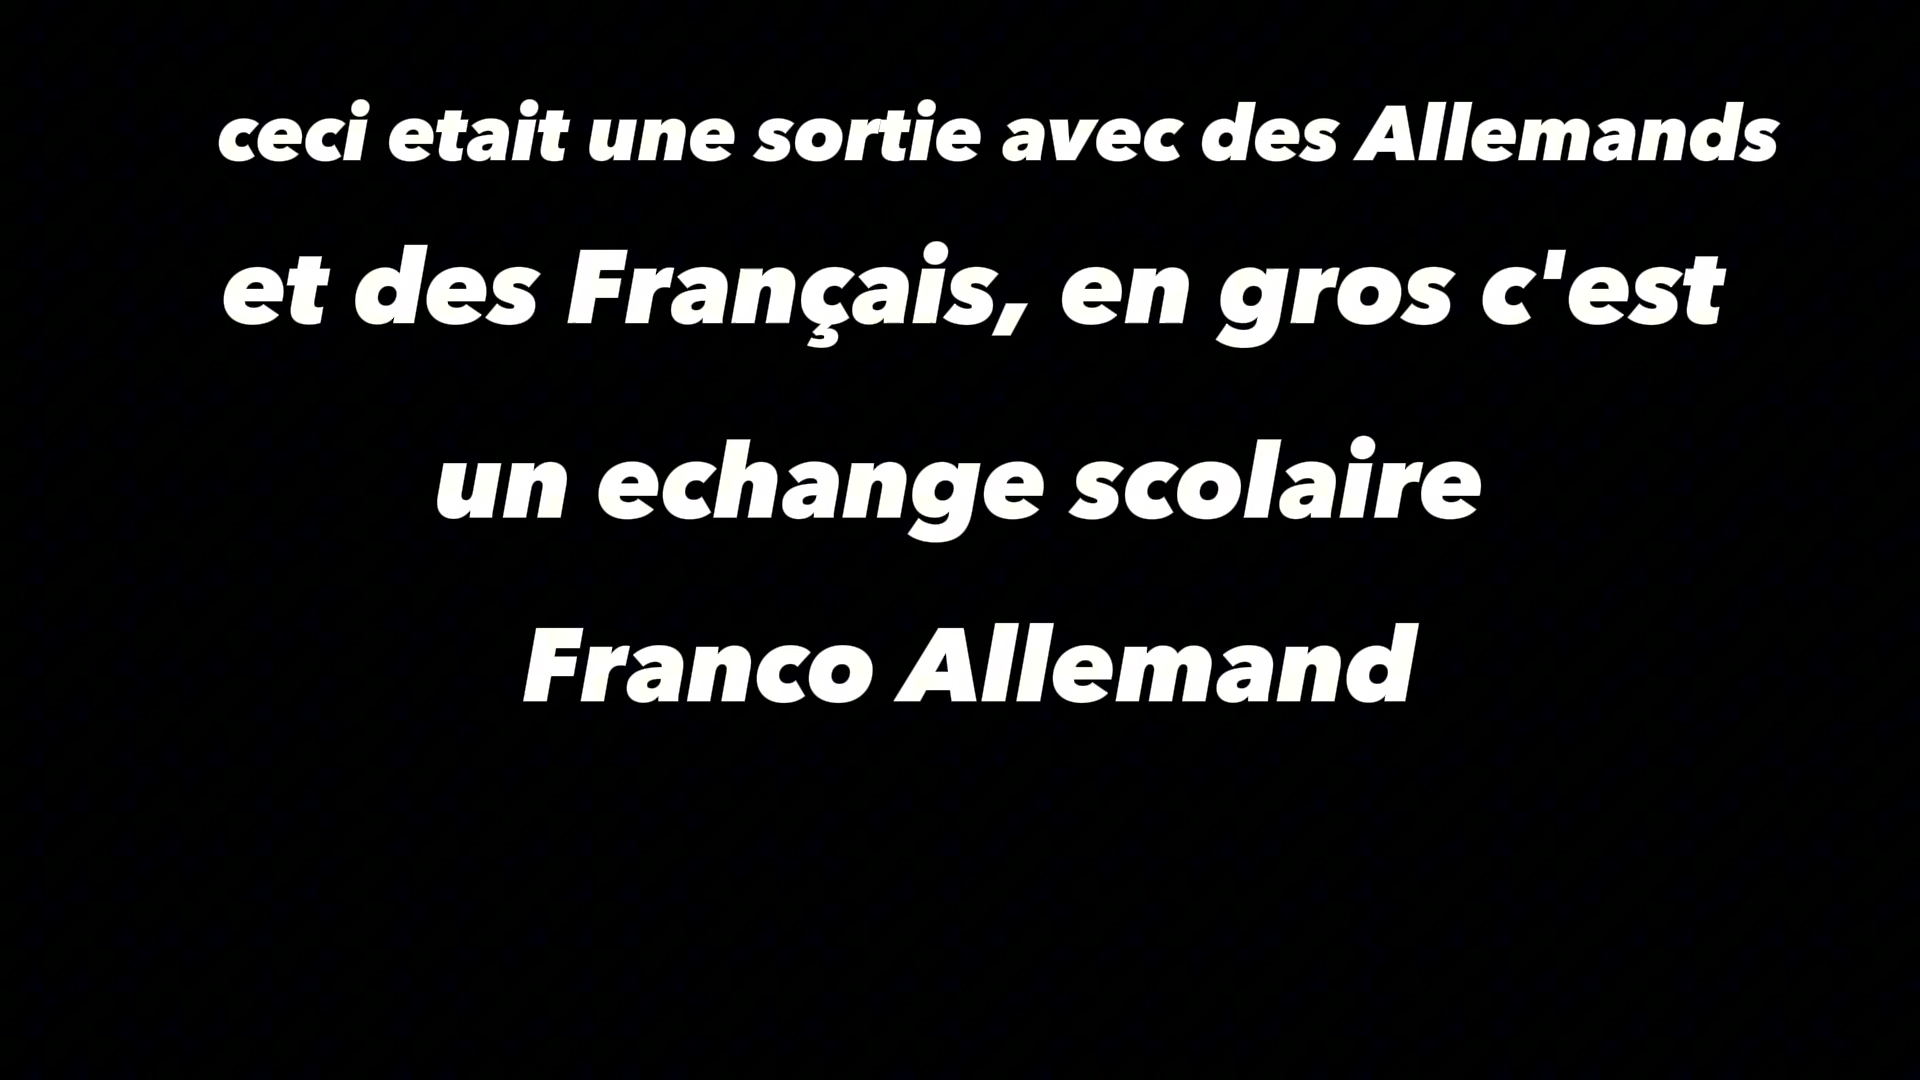 ceci etait une sortie avec des Allemands
et des Français, en gros c'est
un echange scolaire
Franco Allemand